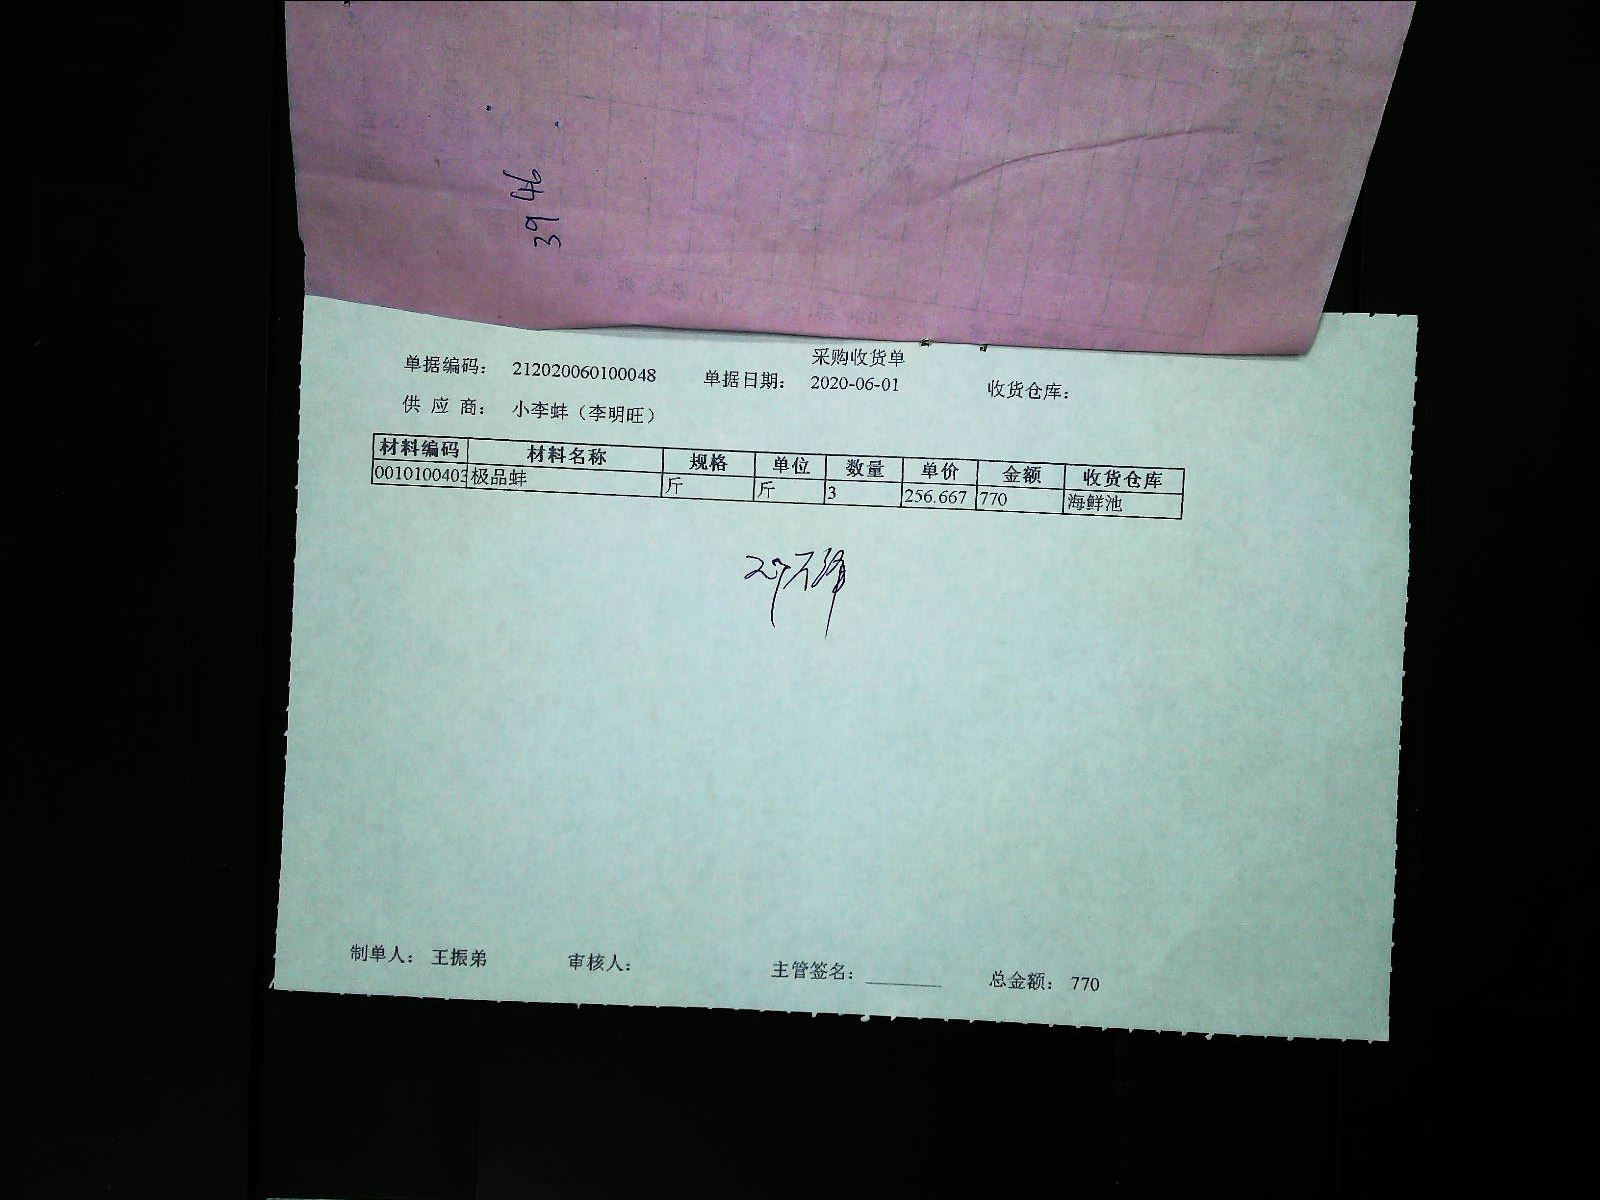 39 46
采购收货单
单据编码: 212020060100048 单据日期: 2020-06-01 收货仓库:
供 应 商: 小李蚌（李明旺）
材料编码 材料名称 规格 单位 数量 单价 金额 收货仓库
0010100403 极品蚌 斤 斤 3 256.667 770 海鲜池
制单人: 王振弟 审核人: 主管签名: ________ 总金额: 770